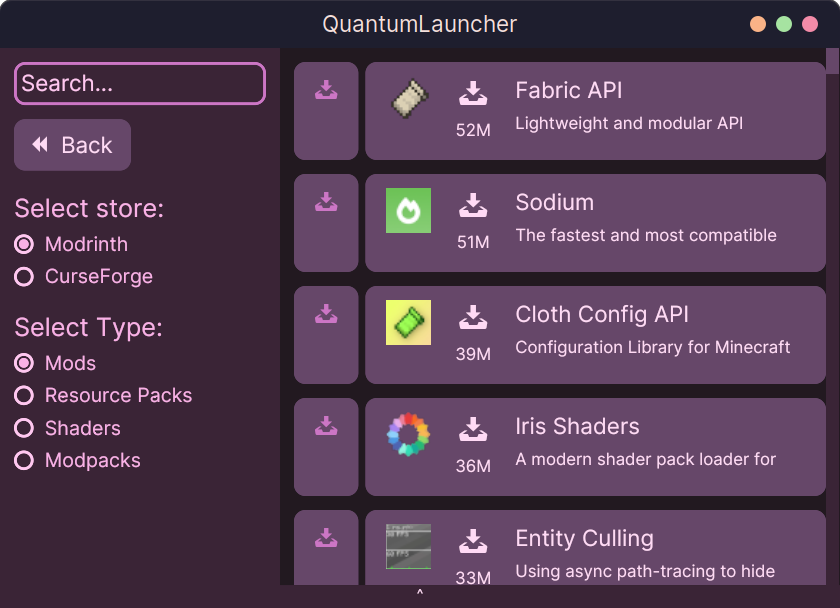 QuantumLauncher
Search...
Back
Select store:
Modrinth
CurseForge
Select Type:
Mods
Resource Packs
Shaders
Modpacks
Fabric API
52M
Lightweight and modular API
Sodium
51M
The fastest and most compatible
Cloth Config API
39M
Configuration Library for Minecraft
Iris Shaders
36M
A modern shader pack loader for
Entity Culling
33M
Using async path-tracing to hide
^